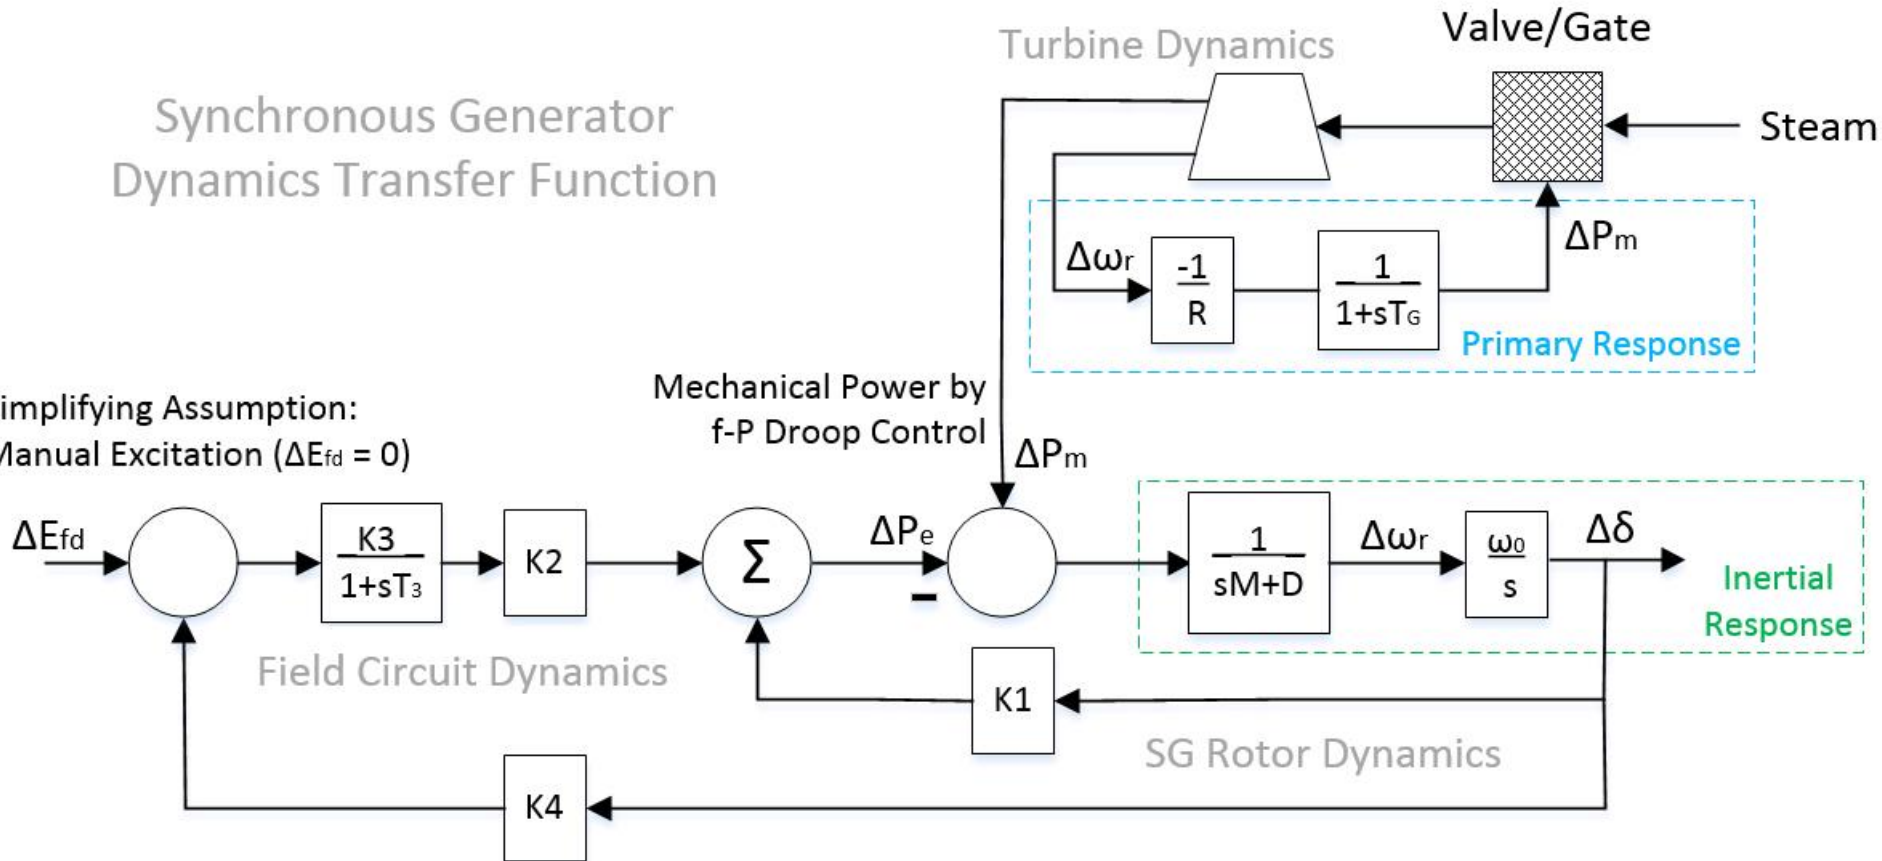 Synchronous Generator
Dynamics Transfer Function
Turbine Dynamics
Valve/Gate
Steam
Δωr
-1
R
1
1+sTG
ΔPm
Primary Response
Mechanical Power by
f-P Droop Control
ΔPm
implifying Assumption:
Manual Excitation (ΔEfd = 0)
ΔEfd
K3
1+sT3
K2
Σ
ΔPe
-
1
sM+D
Δωr
ω0
s
Δδ
Inertial
Response
Field Circuit Dynamics
K1
SG Rotor Dynamics
K4